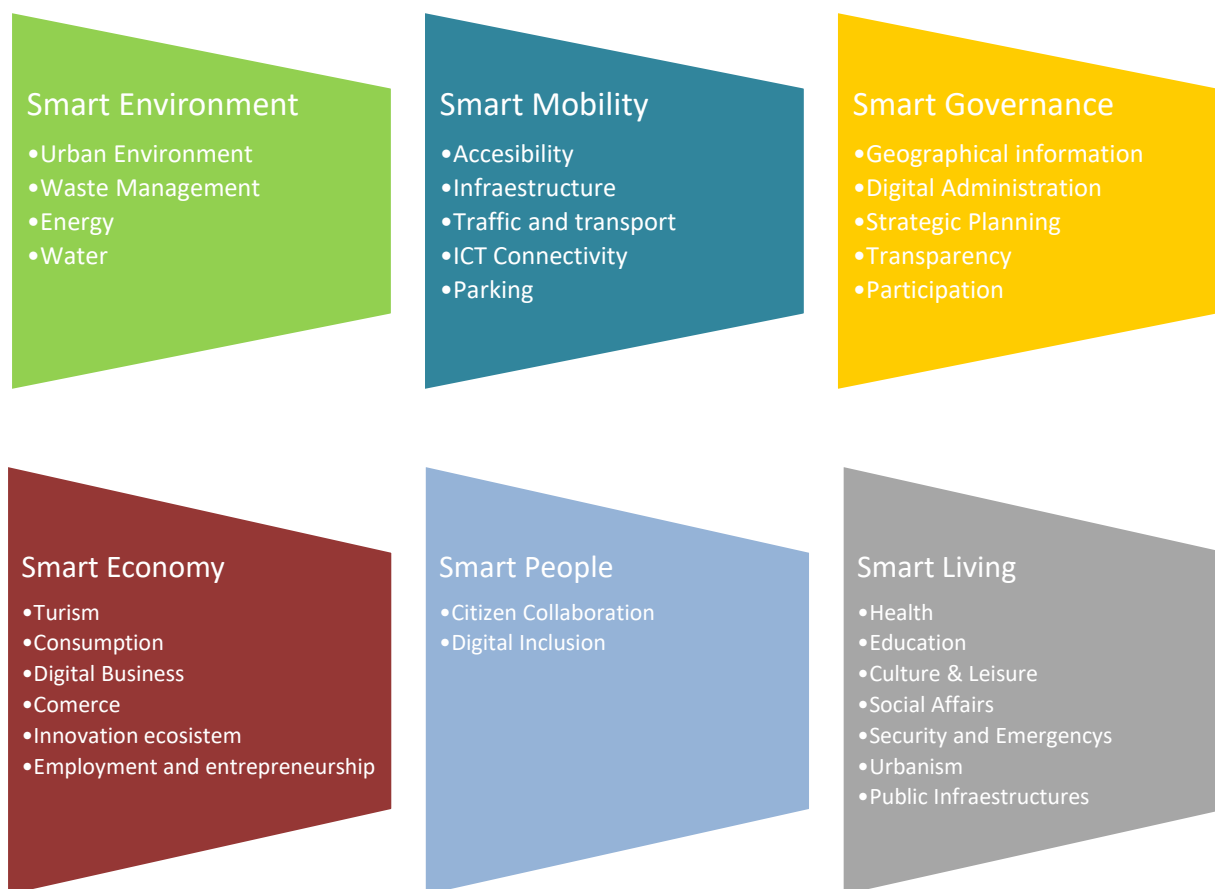 Smart Environment
•Urban Environment
•Waste Management
•Energy
•Water
Smart Mobility
•Accesibility
•Infraestructure
•Traffic and transport
•ICT Connectivity
•Parking
Smart Governance
•Geographical information
•Digital Administration
•Strategic Planning
•Transparency
•Participation
Smart Economy
•Turism
•Consumption
•Digital Business
•Comerce
•Innovation ecosistem
•Employment and entrepreneurship
Smart People
•Citizen Collaboration
•Digital Inclusion
Smart Living
•Health
•Education
•Culture & Leisure
•Social Affairs
•Security and Emergencys
•Urbanism
•Public Infraestructures